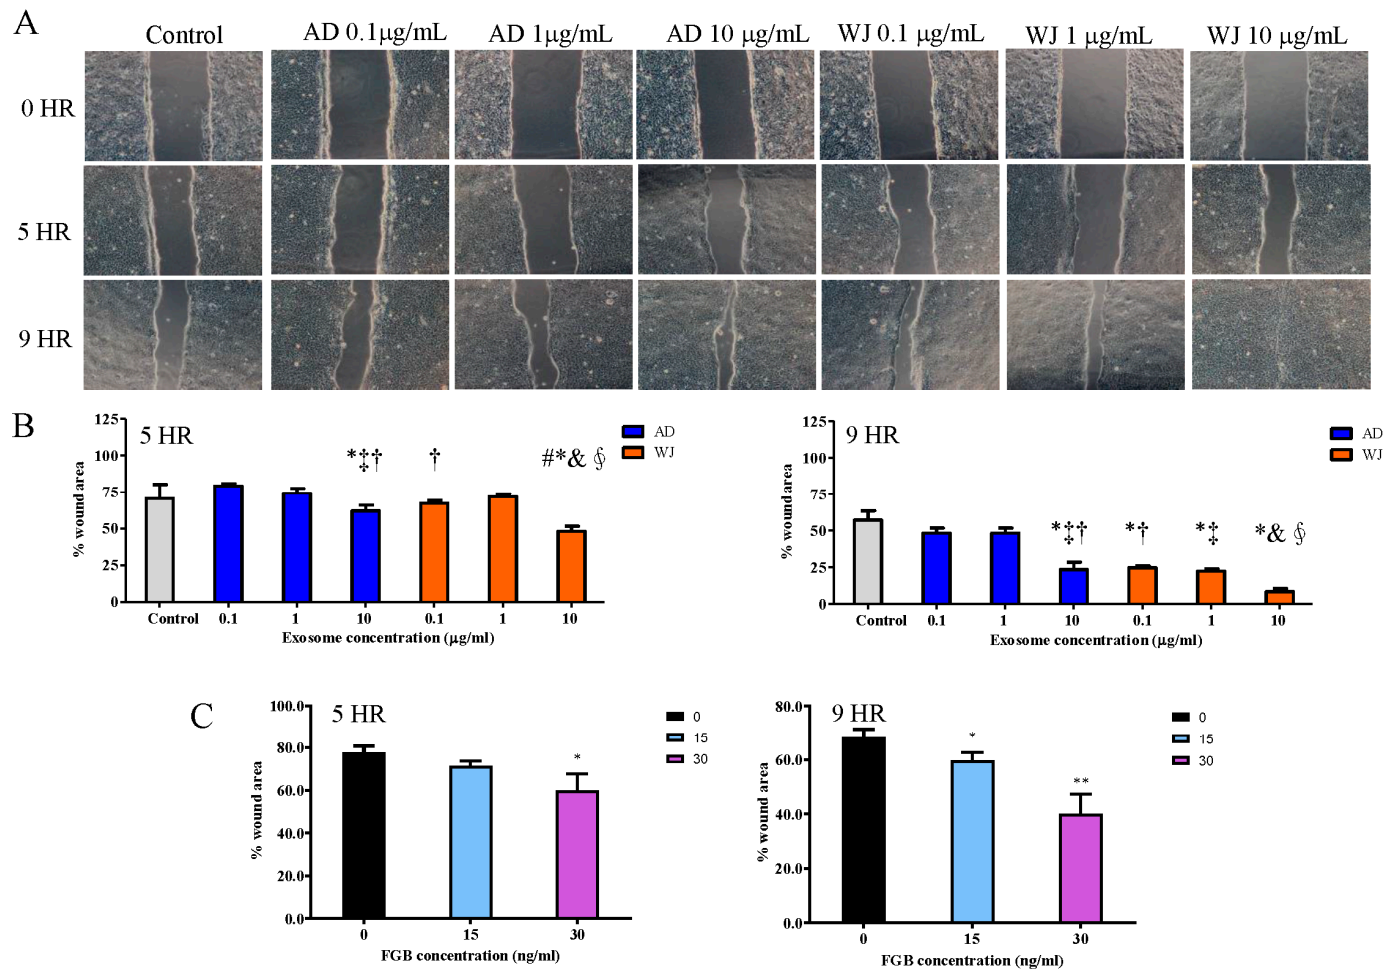 A
Control
AD 0.1µg/mL
AD 1µg/mL
AD 10 µg/mL
WJ 0.1 µg/mL
WJ 1 µg/mL
WJ 10 µg/mL
0 HR
5 HR
9 HR
B
5 HR
% wound area
125
100
75
50
25
0
*‡†
†
#*& §
AD
WJ
Control 0.1 1 10 0.1 1 10
Exosome concentration (µg/ml)
9 HR
% wound area
125
100
75
50
25
0
*‡†
*†
*‡
*& §
AD
WJ
Control 0.1 1 10 0.1 1 10
Exosome concentration (µg/ml)
C
5 HR
% wound area
100.0
80.0
60.0
40.0
20.0
0.0
*
0
15
30
0 15 30
FGB concentration (ng/ml)
9 HR
% wound area
80.0
60.0
40.0
20.0
0.0
*
**
0
15
30
0 15 30
FGB concentration (ng/ml)